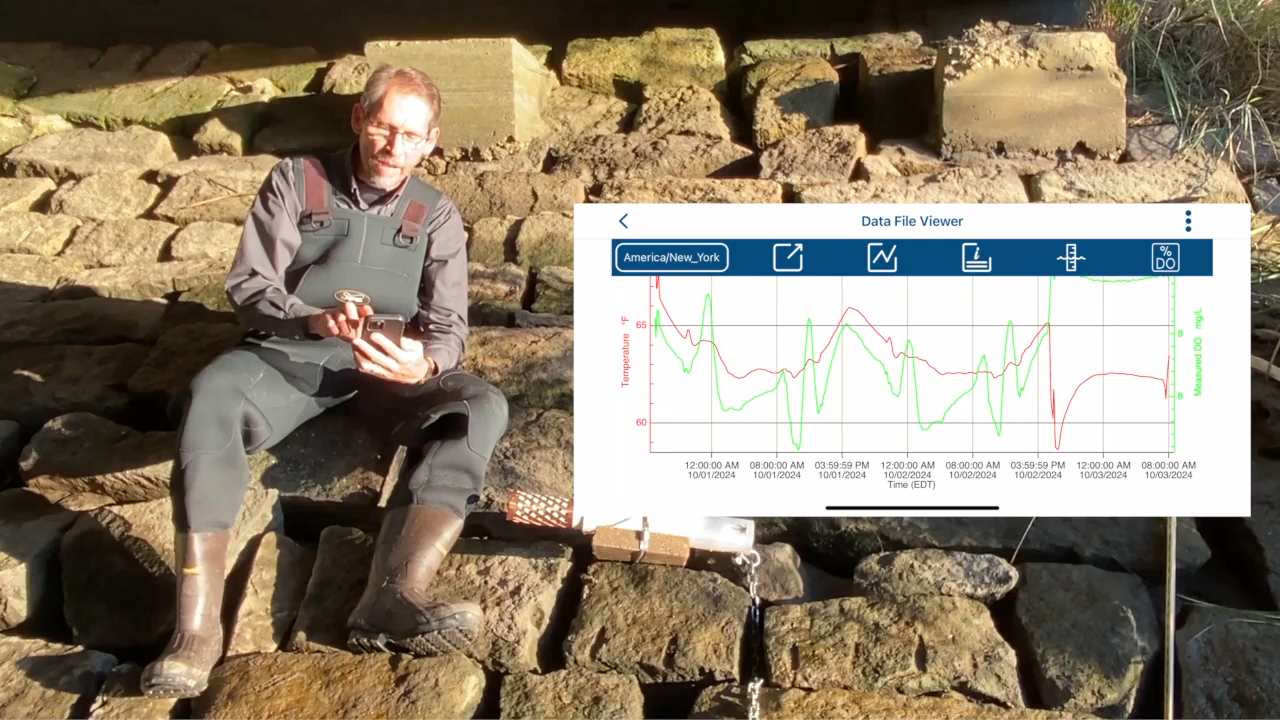 Data File Viewer
America/New_York
%
DO
Temperature °F
65
60
9
8
Measured DO mg/L
12:00:00 AM 08:00:00 AM 03:59:59 PM 12:00:00 AM 08:00:00 AM 03:59:59 PM 12:00:00 AM 08:00:00 AM
10/01/2024 10/01/2024 10/01/2024 10/02/2024 10/02/2024 10/02/2024 10/03/2024 10/03/2024
Time (EDT)